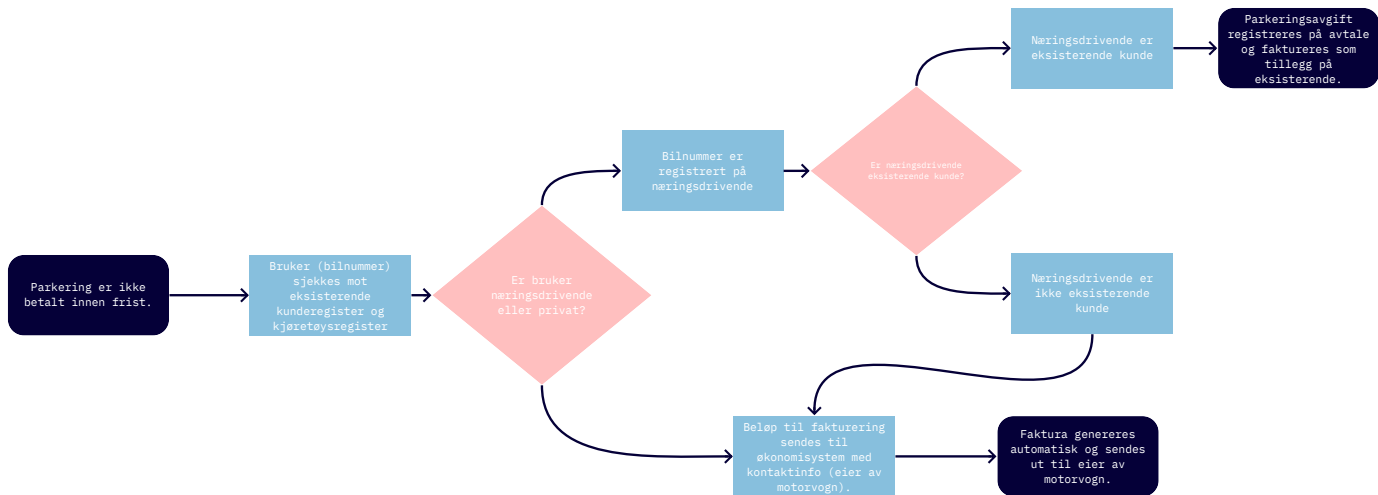 Parkering er ikke
betalt innen frist.
Bruker (bilnummer)
sjekkes mot
eksisterende
kunderegister og
kjøretøysregister
Er bruker
næringsdrivende
eller privat?
Bilnummer er
registrert på
næringsdrivende
Er næringsdrivende
eksisterende kunde?
Næringsdrivende er
eksisterende kunde
Parkeringsavgift
registreres på avtale
og faktureres som
tillegg på
eksisterende.
Næringsdrivende er
ikke eksisterende
kunde
Beløp til fakturering
sendes til
økonomisystem med
kontaktinfo (eier av
motorvogn).
Faktura genereres
automatisk og sendes
ut til eier av
motorvogn.